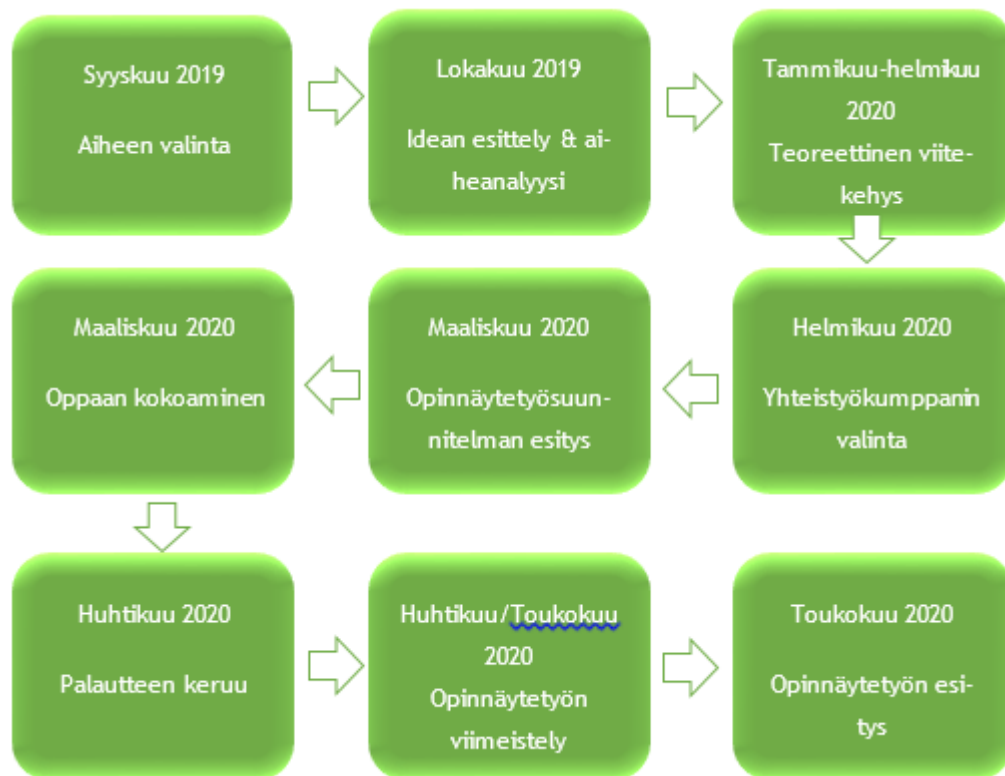 Syyskuu 2019
Aiheen valinta
Lokakuu 2019
Idean esittely & ai-
heanalyysi
Tammikuu-helmikuu
2020
Teoreettinen viite-
kehys
Helmikuu 2020
Yhteistyökumppanin
valinta
Maaliskuu 2020
Opinnäytetyösuun-
nitelman esitys
Maaliskuu 2020
Oppaan kokoaminen
Huhtikuu 2020
Palautteen keruu
Huhtikuu/Toukokuu
2020
Opinnäytetyön
viimeistely
Toukokuu 2020
Opinnäytetyön esi-
tys